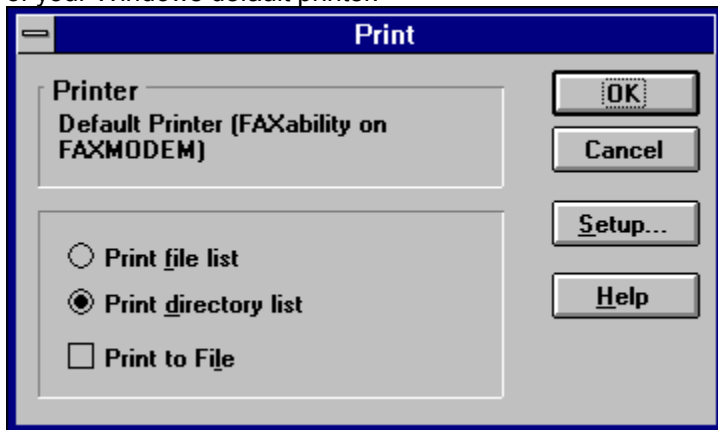 Print
Printer
Default Printer (FAXability on
FAXMODEM)
OK
Cancel
Setup...
Help
Print file list
Print directory list
Print to File